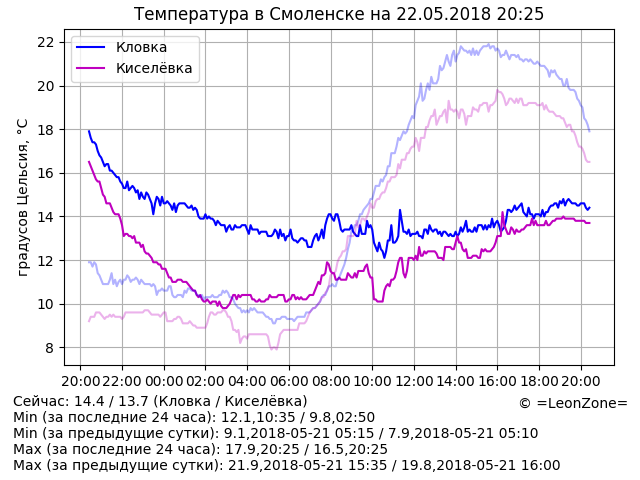 Температура в Смоленске на 22.05.2018 20:25
градусов Цельсия, °C
Кловка
Киселёвка
22
20
18
16
14
12
10
8
20:00 22:00 00:00 02:00 04:00 06:00 08:00 10:00 12:00 14:00 16:00 18:00 20:00
Сейчас: 14.4 / 13.7 (Кловка / Киселёвка)
© =LeonZone=
Min (за последние 24 часа): 12.1,10:35 / 9.8,02:50
Min (за предыдущие сутки): 9.1,2018-05-21 05:15 / 7.9,2018-05-21 05:10
Max (за последние 24 часа): 17.9,20:25 / 16.5,20:25
Max (за предыдущие сутки): 21.9,2018-05-21 15:35 / 19.8,2018-05-21 16:00